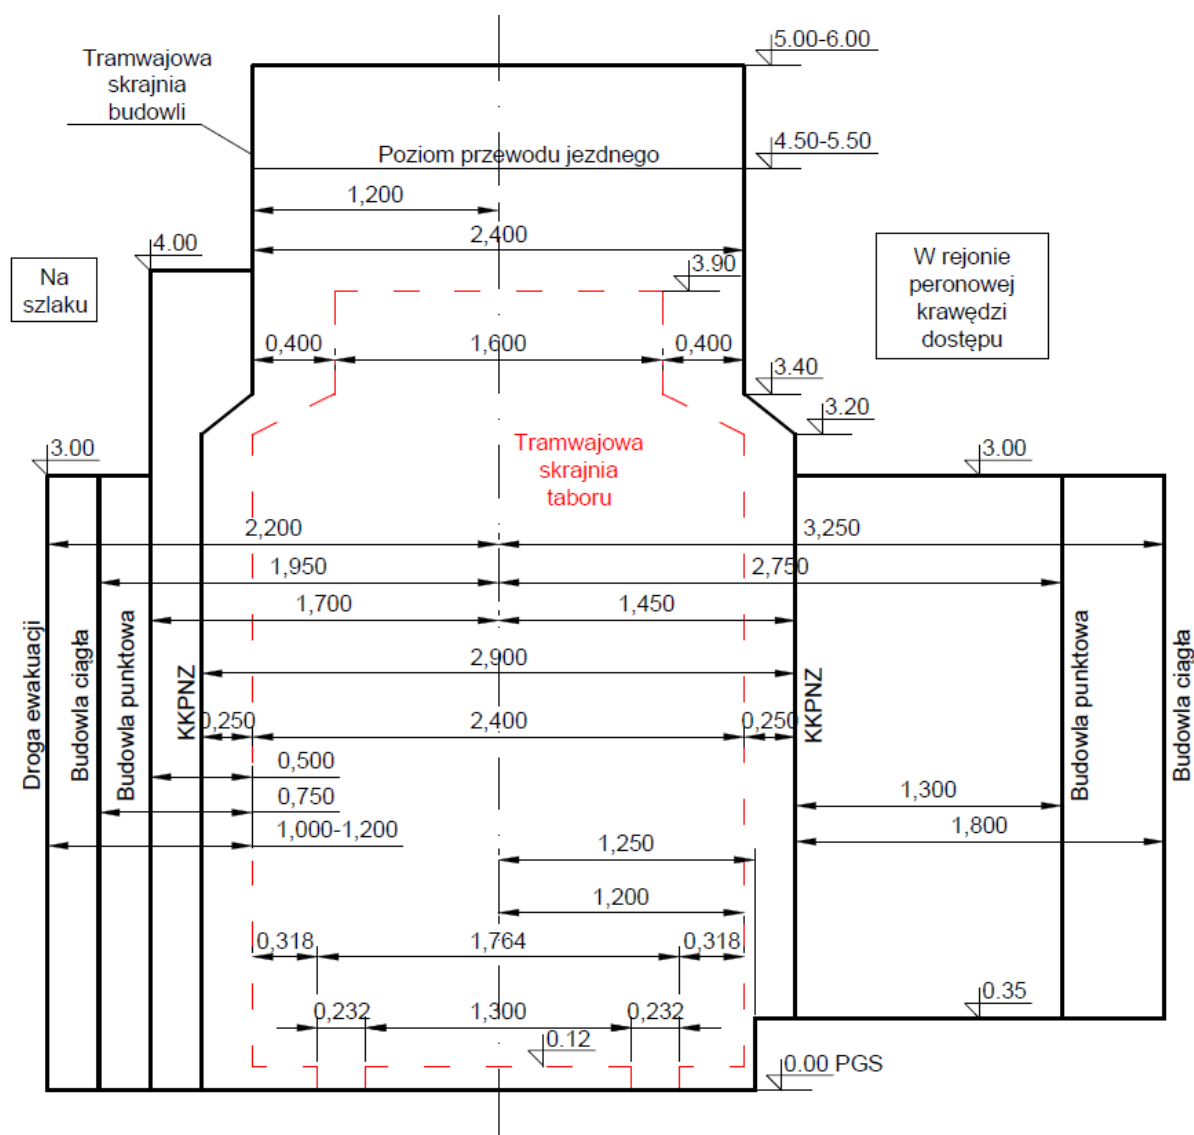 5.00-6.00
Tramwajowa
skrajnia
budowli
4.50-5.50
Poziom przewodu jezdnego
1,200
2,400
4.00
3.90
Na
szlaku
W rejonie
peronowej
krawędzi
dostępu
0,400
1,600
0,400
3.40
3.20
3.00
Tramwajowa
skrajnia
taboru
3.00
2,200
3,250
1,950
2,750
1,700
1,450
2,900
0,250
2,400
0,250
Droga ewakuacji
Budowla ciągła
Budowla punktowa
KKPNZ
KKPNZ
Budowla punktowa
Budowla ciągła
0,500
0,750
1,000-1,200
1,300
1,800
1,250
1,200
0,318
1,764
0,318
0,232
1,300
0,232
0.35
0.12
0.00 PGS